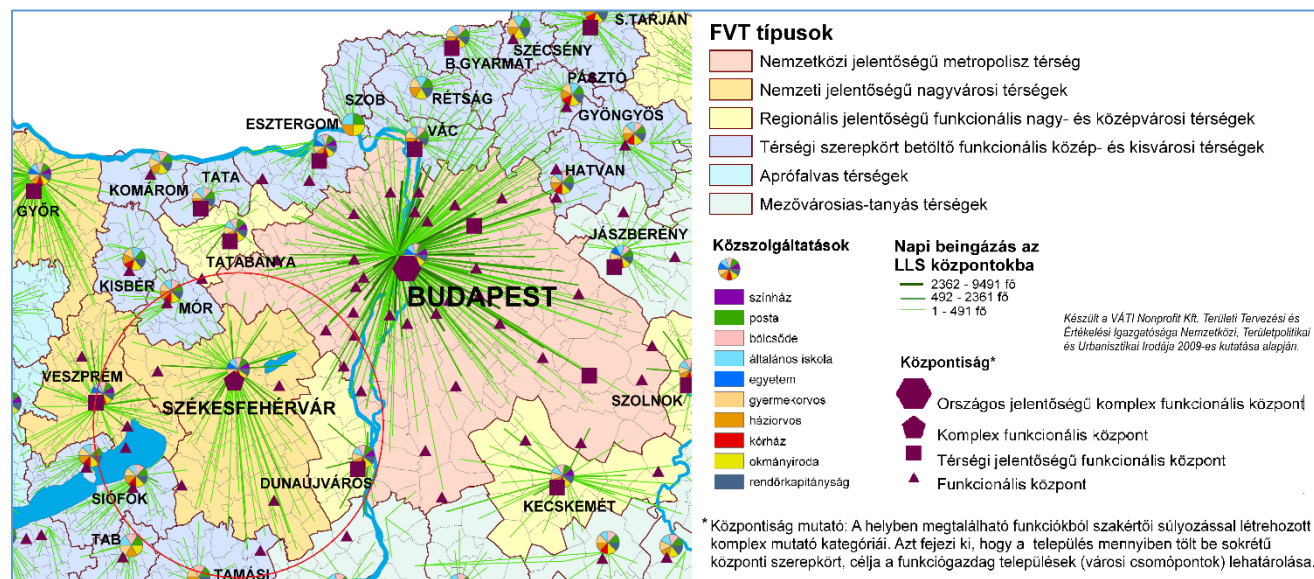 S.TARJÁN
SZÉCSÉNY
B.GYARMAT
PÁSZTÓ
RÉTSÁG
SZOB
GYÖNGYÖS
ESZTERGOM
VÁC
HATVAN
TATA
KOMÁROM
GYŐR
JÁSZBERÉNY
TATABÁNYA
KISBÉR
BUDAPEST
MÓR
VESZPRÉM
SZOLNOK
SZÉKESFEHÉRVÁR
DUNAÚJVÁROS
SIÓFOK
KECSKEMÉT
TAB
TAMÁSI
FVT típusok
Nemzetközi jelentőségű metropolisz térség
Nemzeti jelentőségű nagyvárosi térségek
Regionális jelentőségű funkcionális nagy- és középvárosi térségek
Térségi szerepkört betöltő funkcionális közép- és kisvárosi térségek
Aprófalvas térségek
Mezővárosias-tanyás térségek
Közszolgáltatások
színház
posta
bölcsőde
általános iskola
egyetem
gyermekorvos
háziorvos
kórház
okmányiroda
rendőrkapitányság
Napi beingázás az
LLS központokba
2362 - 9491 fő
492 - 2361 fő
1 - 491 fő
Készült a VÁTI Nonprofit Kft. Területi Tervezési és
Értékelési Igazgatósága Nemzetközi, Területpolitikai
és Urbanisztikai Irodája 2009-es kutatása alapján.
Központiság*
Országos jelentőségű komplex funkcionális központ
Komplex funkcionális központ
Térségi jelentőségű funkcionális központ
Funkcionális központ
* Központiság mutató: A helyben megtalálható funkciókból szakértői súlyozással létrehozott
komplex mutató kategóriái. Azt fejezi ki, hogy a település mennyiben tölt be sokrétű
központi szerepkört, célja a funkciógazdag települések (városi csomópontok) lehatárolása.